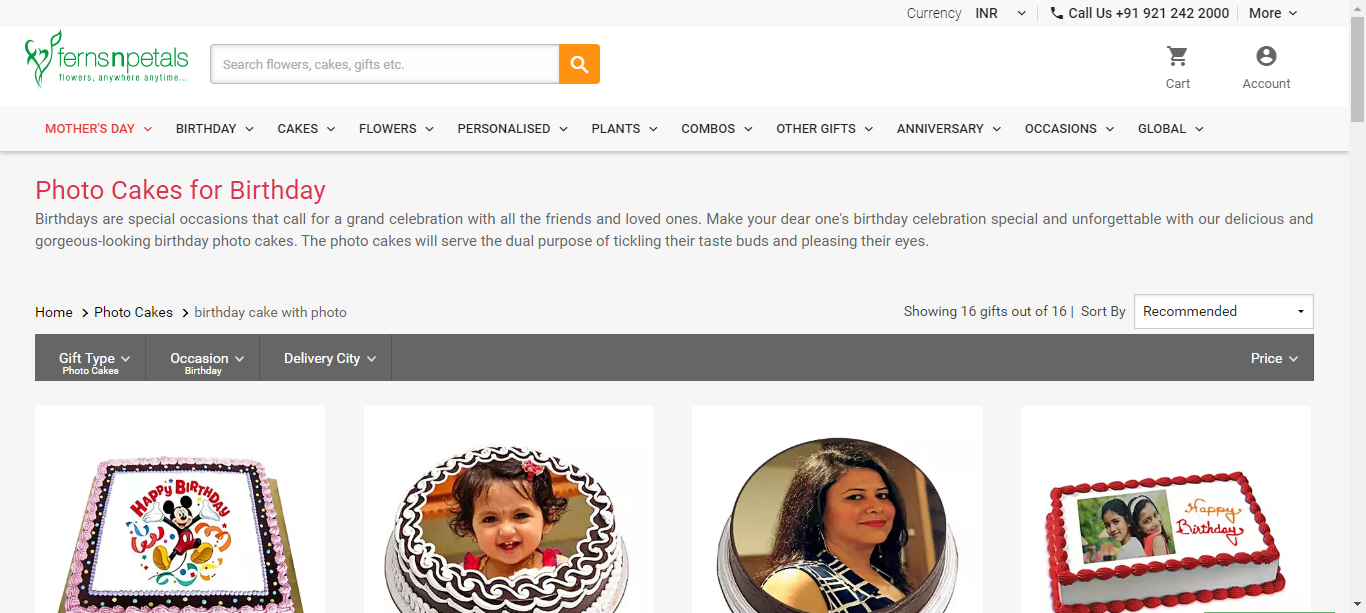 Currency INR
Call Us +91 921 242 2000
More
fernsnpetals
flowers, anywhere anytime...
Search flowers, cakes, gifts etc.
Cart
Account
MOTHER'S DAY BIRTHDAY CAKES FLOWERS PERSONALISED PLANTS COMBOS OTHER GIFTS ANNIVERSARY OCCASIONS GLOBAL
Photo Cakes for Birthday
Birthdays are special occasions that call for a grand celebration with all the friends and loved ones. Make your dear one's birthday celebration special and unforgettable with our delicious and
gorgeous-looking birthday photo cakes. The photo cakes will serve the dual purpose of tickling their taste buds and pleasing their eyes.
Home > Photo Cakes > birthday cake with photo
Showing 16 gifts out of 16 | Sort By Recommended
Gift Type
Photo Cakes
Occasion
Birthday
Delivery City
Price
HAPPY BIRTHDAY
Happy
Birthday